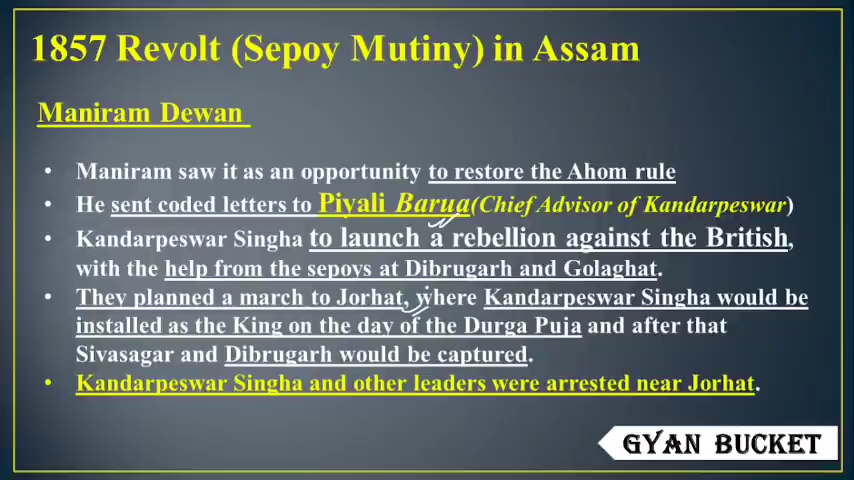 1857 Revolt (Sepoy Mutiny) in Assam
Maniram Dewan
• Maniram saw it as an opportunity to restore the Ahom rule
• He sent coded letters to Piyali Barua(Chief Advisor of Kandarpeswar)
• Kandarpeswar Singha to launch a rebellion against the British,
with the help from the sepoys at Dibrugarh and Golaghat.
• They planned a march to Jorhat, where Kandarpeswar Singha would be
installed as the King on the day of the Durga Puja and after that
Sivasagar and Dibrugarh would be captured.
• Kandarpeswar Singha and other leaders were arrested near Jorhat.
GYAN BUCKET